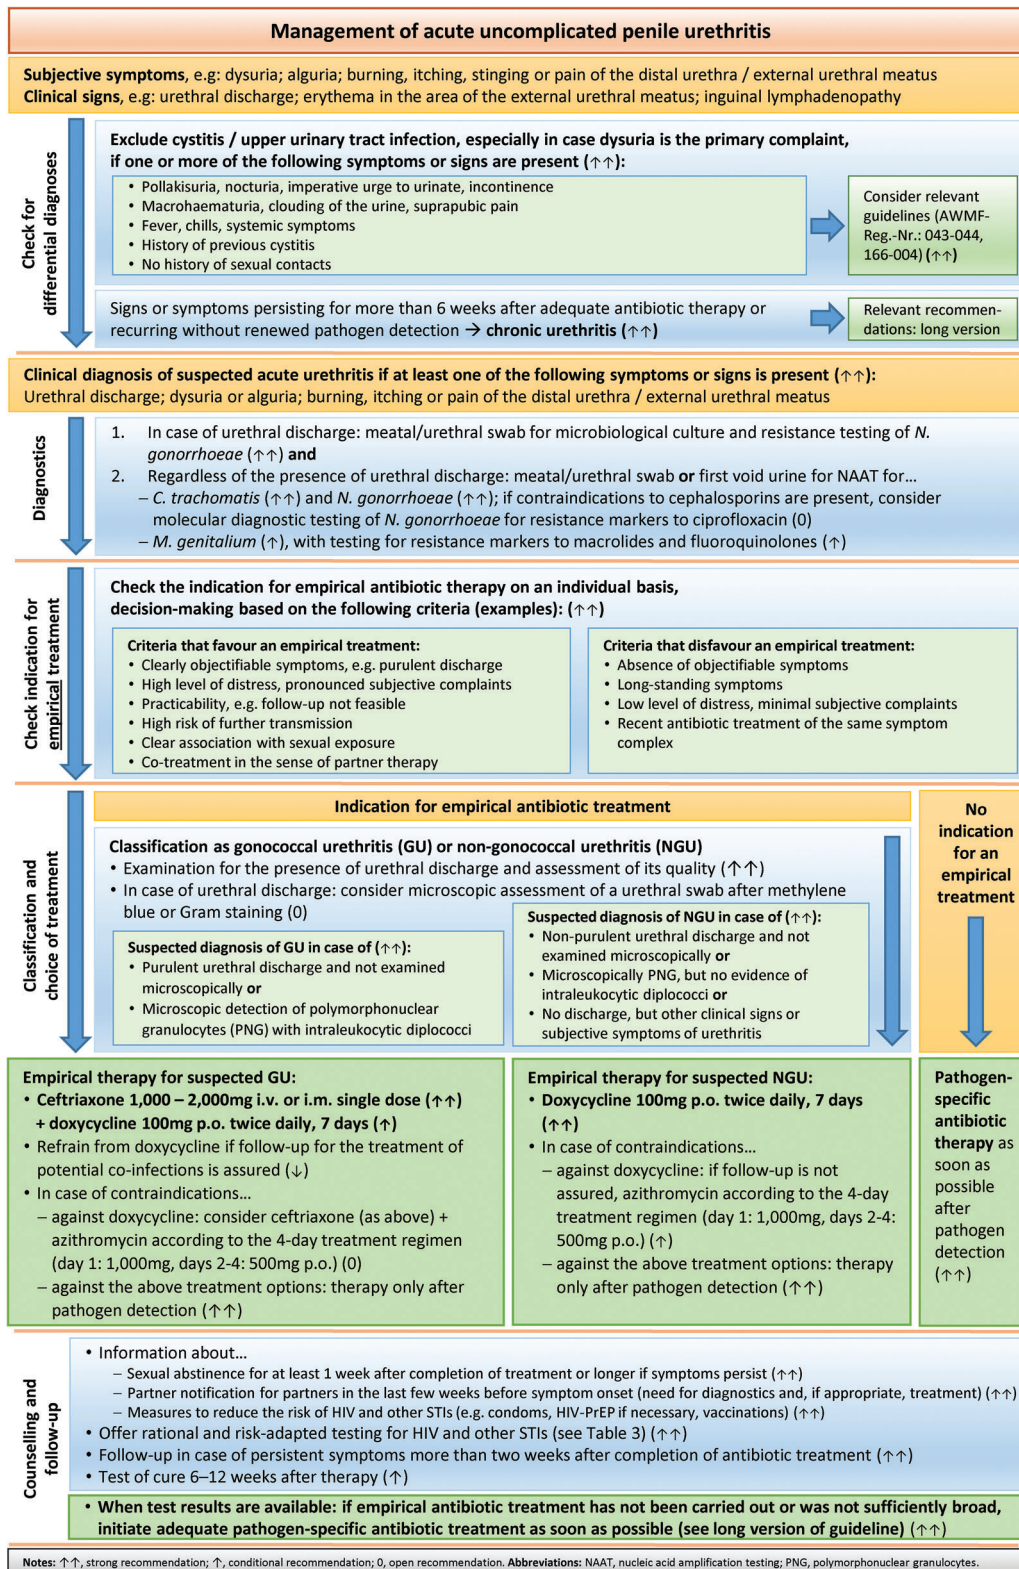 Management of acute uncomplicated penile urethritis
Subjective symptoms, e.g: dysuria; alguria; burning, itching, stinging or pain of the distal urethra / external urethral meatus
Clinical signs, e.g: urethral discharge; erythema in the area of the external urethral meatus; inguinal lymphadenopathy
Check for
differential diagnoses
Exclude cystitis / upper urinary tract infection, especially in case dysuria is the primary complaint,
if one or more of the following symptoms or signs are present (↑↑):
• Pollakisuria, nocturia, imperative urge to urinate, incontinence
• Macrohaematuria, clouding of the urine, suprapubic pain
• Fever, chills, systemic symptoms
• History of previous cystitis
• No history of sexual contacts
Consider relevant
guidelines (AWMF-
Reg.-Nr.: 043-044,
166-004) (↑↑)
Signs or symptoms persisting for more than 6 weeks after adequate antibiotic therapy or
recurring without renewed pathogen detection → chronic urethritis (↑↑)
Relevant recommen-
dations: long version
Clinical diagnosis of suspected acute urethritis if at least one of the following symptoms or signs is present (↑↑):
Urethral discharge; dysuria or alguria; burning, itching or pain of the distal urethra / external urethral meatus
Diagnostics
1. In case of urethral discharge: meatal/urethral swab for microbiological culture and resistance testing of N.
gonorrhoeae (↑↑) and
2. Regardless of the presence of urethral discharge: meatal/urethral swab or first void urine for NAAT for…
– C. trachomatis (↑↑) and N. gonorrhoeae (↑↑); if contraindications to cephalosporins are present, consider
molecular diagnostic testing of N. gonorrhoeae for resistance markers to ciprofloxacin (0)
– M. genitalium (↑), with testing for resistance markers to macrolides and fluoroquinolones (↑)
Check indication for
empirical treatment
Check the indication for empirical antibiotic therapy on an individual basis,
decision-making based on the following criteria (examples): (↑↑)
Criteria that favour an empirical treatment:
• Clearly objectifiable symptoms, e.g. purulent discharge
• High level of distress, pronounced subjective complaints
• Practicability, e.g. follow-up not feasible
• High risk of further transmission
• Clear association with sexual exposure
• Co-treatment in the sense of partner therapy
Criteria that disfavour an empirical treatment:
• Absence of objectifiable symptoms
• Long-standing symptoms
• Low level of distress, minimal subjective complaints
• Recent antibiotic treatment of the same symptom
complex
Classification and
choice of treatment
Indication for empirical antibiotic treatment
Classification as gonococcal urethritis (GU) or non-gonococcal urethritis (NGU)
• Examination for the presence of urethral discharge and assessment of its quality (↑↑)
• In case of urethral discharge: consider microscopic assessment of a urethral swab after methylene
blue or Gram staining (0)
Suspected diagnosis of GU in case of (↑↑):
• Purulent urethral discharge and not examined
microscopically or
• Microscopic detection of polymorphonuclear
granulocytes (PNG) with intraleukocytic diplococci
Suspected diagnosis of NGU in case of (↑↑):
• Non-purulent urethral discharge and not
examined microscopically or
• Microscopically PNG, but no evidence of
intraleukocytic diplococci or
• No discharge, but other clinical signs or
subjective symptoms of urethritis
No
indication
for an
empirical
treatment
Empirical therapy for suspected GU:
• Ceftriaxone 1,000 – 2,000mg i.v. or i.m. single dose (↑↑)
+ doxycycline 100mg p.o. twice daily, 7 days (↑)
• Refrain from doxycycline if follow-up for the treatment of
potential co-infections is assured (↓)
• In case of contraindications…
– against doxycycline: consider ceftriaxone (as above) +
azithromycin according to the 4-day treatment regimen
(day 1: 1,000mg, days 2-4: 500mg p.o.) (0)
– against the above treatment options: therapy only after
pathogen detection (↑↑)
Empirical therapy for suspected NGU:
• Doxycycline 100mg p.o. twice daily, 7 days
(↑↑)
• In case of contraindications…
– against doxycycline: if follow-up is not
assured, azithromycin according to the 4-day
treatment regimen (day 1: 1,000mg, days 2-4:
500mg p.o.) (↑)
– against the above treatment options: therapy
only after pathogen detection (↑↑)
Pathogen-
specific
antibiotic
therapy as
soon as
possible
after
pathogen
detection
(↑↑)
Counselling and
follow-up
• Information about…
– Sexual abstinence for at least 1 week after completion of treatment or longer if symptoms persist (↑↑)
– Partner notification for partners in the last few weeks before symptom onset (need for diagnostics and, if appropriate, treatment) (↑↑)
– Measures to reduce the risk of HIV and other STIs (e.g. condoms, HIV-PrEP if necessary, vaccinations) (↑↑)
• Offer rational and risk-adapted testing for HIV and other STIs (see Table 3) (↑↑)
• Follow-up in case of persistent symptoms more than two weeks after completion of antibiotic treatment (↑↑)
• Test of cure 6–12 weeks after therapy (↑)
• When test results are available: if empirical antibiotic treatment has not been carried out or was not sufficiently broad,
initiate adequate pathogen-specific antibiotic treatment as soon as possible (see long version of guideline) (↑↑)
Notes: ↑↑, strong recommendation; ↑, conditional recommendation; 0, open recommendation. Abbreviations: NAAT, nucleic acid amplification testing; PNG, polymorphonuclear granulocytes.